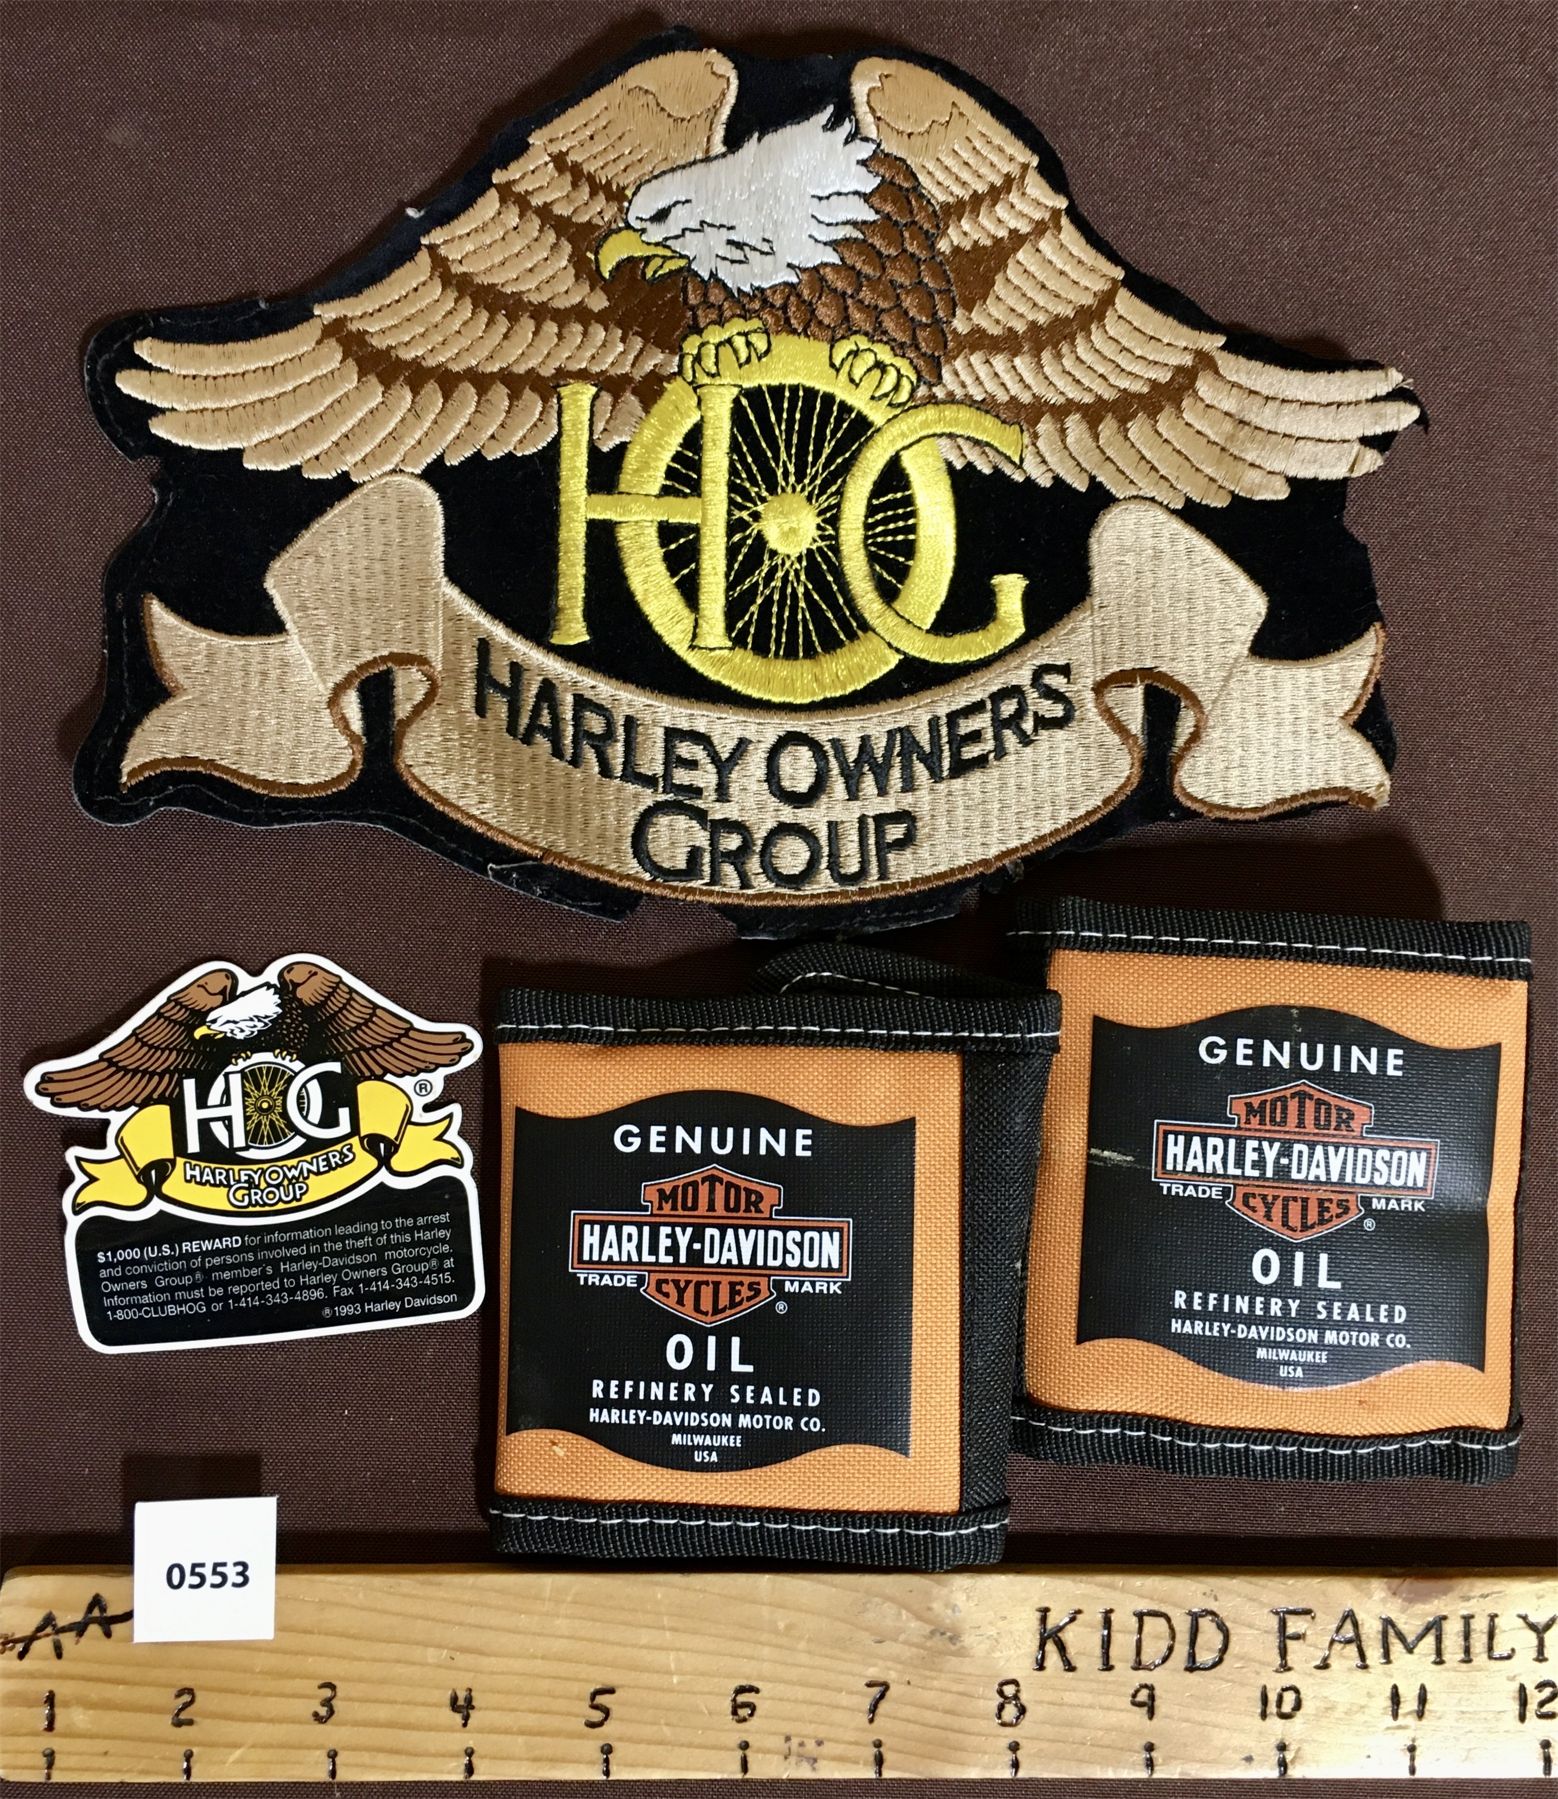 HOG
HARLEY OWNERS
GROUP
HOG ®
HARLEY OWNERS
GROUP
$1,000 (U.S.) REWARD for information leading to the arrest
and conviction of persons involved in the theft of this Harley
Owners Group® member's Harley-Davidson motorcycle.
Information must be reported to Harley Owners Group® at
1-800-CLUBHOG or 1-414-343-4896. Fax 1-414-343-4515.
®1993 Harley Davidson
GENUINE
MOTOR
HARLEY-DAVIDSON
TRADE CYCLES MARK
®
OIL
REFINERY SEALED
HARLEY-DAVIDSON MOTOR CO.
MILWAUKEE
USA
GENUINE
MOTOR
HARLEY-DAVIDSON
TRADE CYCLES MARK
®
OIL
REFINERY SEALED
HARLEY-DAVIDSON MOTOR CO.
MILWAUKEE
USA
0553
AA KIDD FAMILY
1 2 3 4 5 6 7 8 9 10 11 12